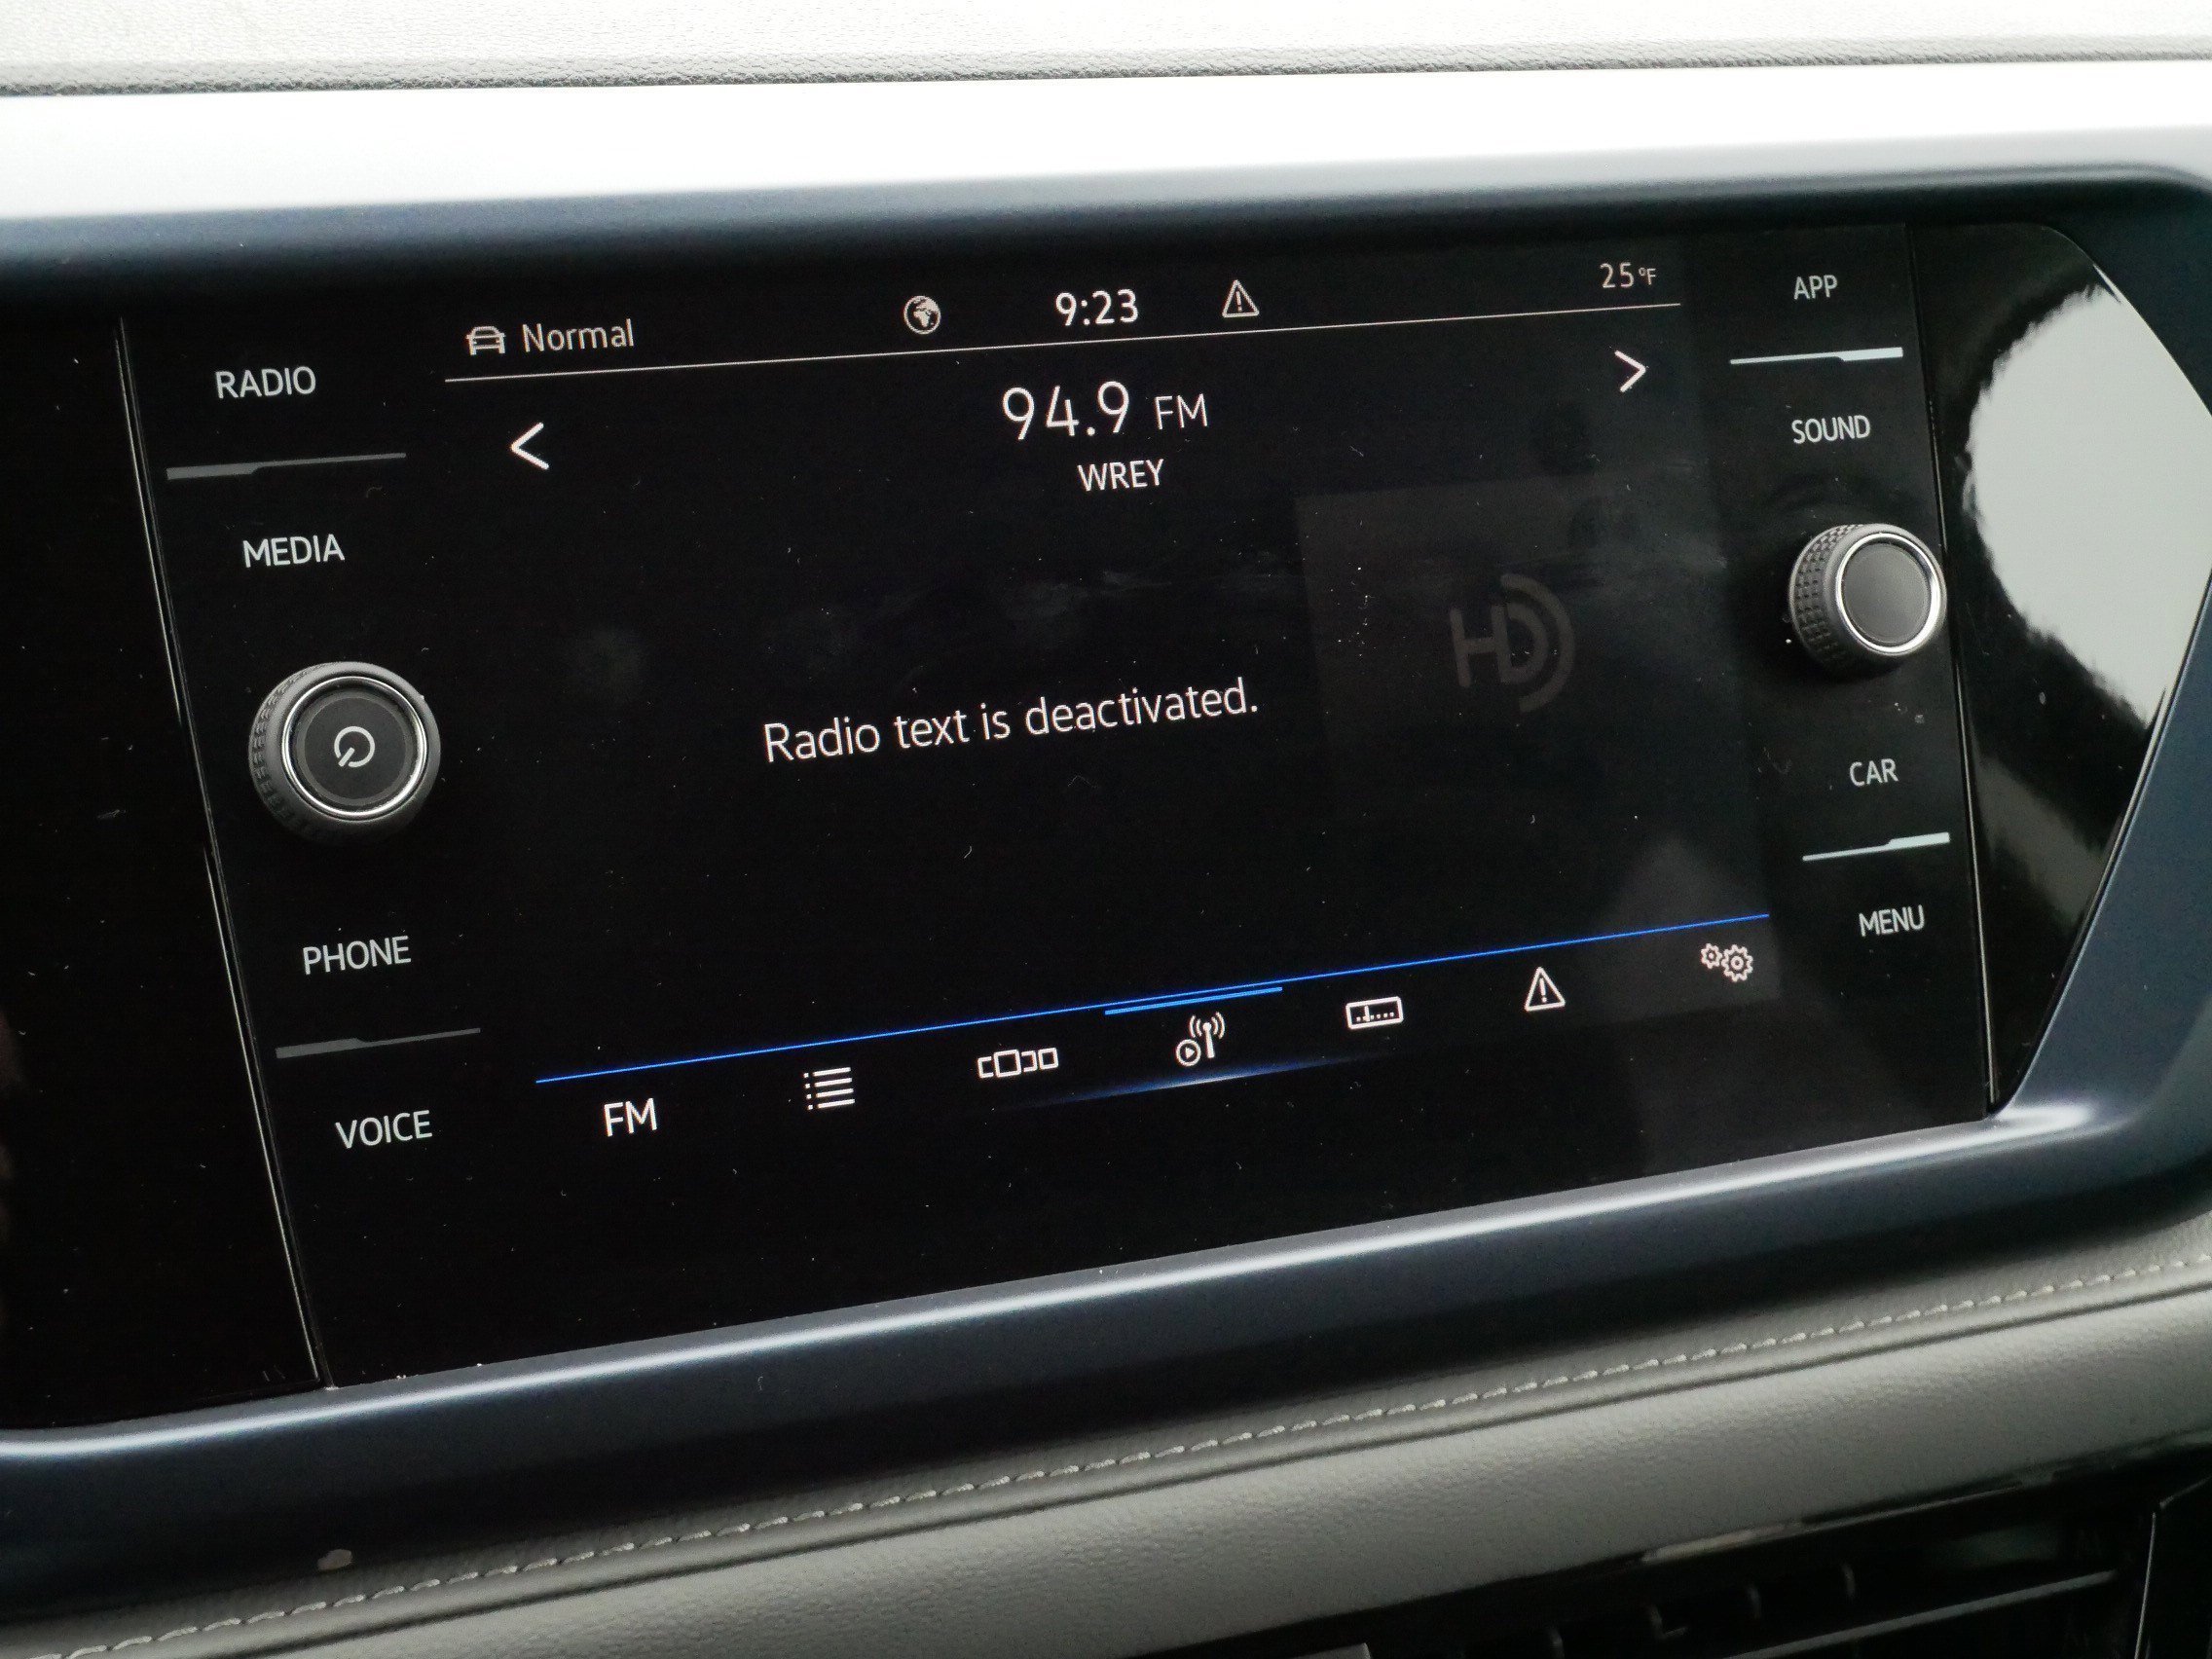 RADIO
MEDIA
PHONE
VOICE
Normal
9:23
25°F
94.9 FM
WREY
HD
Radio text is deactivated.
FM
APP
SOUND
CAR
MENU